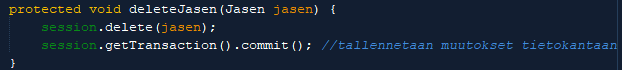 protected void deleteJasen(Jasen jasen) {
session.delete(jasen);
session.getTransaction().commit(); //tallennetaan muutokset tietokantaan
}